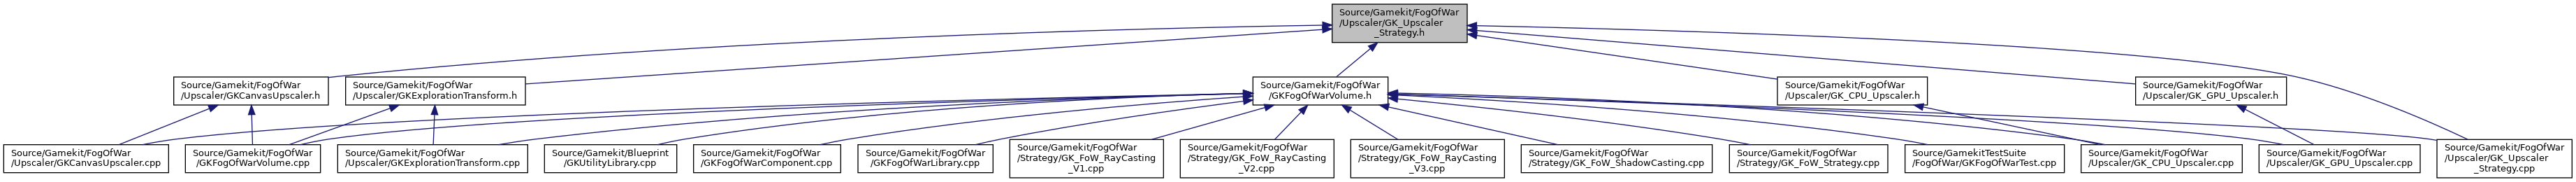 Source/Gamekit/FogOfWar
/Upscaler/GK_Upscaler
_Strategy.h
Source/Gamekit/FogOfWar
/Upscaler/GKCanvasUpscaler.h
Source/Gamekit/FogOfWar
/Upscaler/GKExplorationTransform.h
Source/Gamekit/FogOfWar
/GKFogOfWarVolume.h
Source/Gamekit/FogOfWar
/Upscaler/GK_CPU_Upscaler.h
Source/Gamekit/FogOfWar
/Upscaler/GK_GPU_Upscaler.h
Source/Gamekit/FogOfWar
/Upscaler/GKCanvasUpscaler.cpp
Source/Gamekit/FogOfWar
/GKFogOfWarVolume.cpp
Source/Gamekit/FogOfWar
/Upscaler/GKExplorationTransform.cpp
Source/Gamekit/Blueprint
/GKUtilityLibrary.cpp
Source/Gamekit/FogOfWar
/GKFogOfWarComponent.cpp
Source/Gamekit/FogOfWar
/GKFogOfWarLibrary.cpp
Source/Gamekit/FogOfWar
/Strategy/GK_FoW_RayCasting
_V1.cpp
Source/Gamekit/FogOfWar
/Strategy/GK_FoW_RayCasting
_V2.cpp
Source/Gamekit/FogOfWar
/Strategy/GK_FoW_RayCasting
_V3.cpp
Source/Gamekit/FogOfWar
/Strategy/GK_FoW_ShadowCasting.cpp
Source/Gamekit/FogOfWar
/Strategy/GK_FoW_Strategy.cpp
Source/GamekitTestSuite
/FogOfWar/GKFogOfWarTest.cpp
Source/Gamekit/FogOfWar
/Upscaler/GK_CPU_Upscaler.cpp
Source/Gamekit/FogOfWar
/Upscaler/GK_GPU_Upscaler.cpp
Source/Gamekit/FogOfWar
/Upscaler/GK_Upscaler
_Strategy.cpp